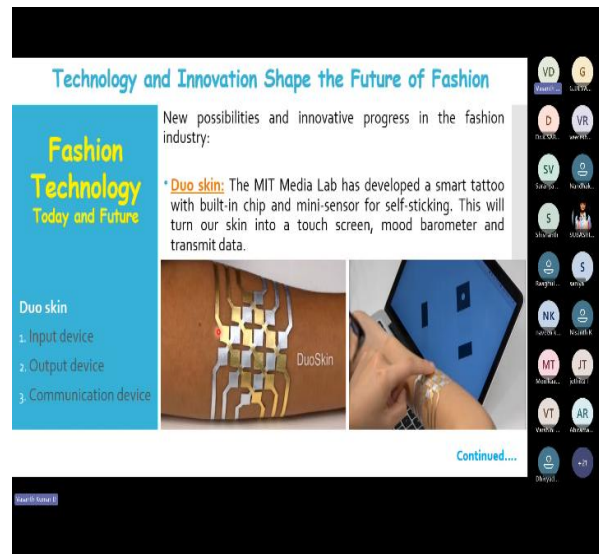 Technology and Innovation Shape the Future of Fashion
Fashion
Technology
Today and Future
Duo skin
1. Input device
2. Output device
3. Communication device
New possibilities and innovative progress in the fashion
industry:
* Duo skin: The MIT Media Lab has developed a smart tattoo
with built-in chip and mini-sensor for self-sticking. This will
turn our skin into a touch screen, mood barometer and
transmit data.
DuoSkin
Continued....
VD
G
D
VR
SV
S
S
NK
MT
JT
VT
AR
+21